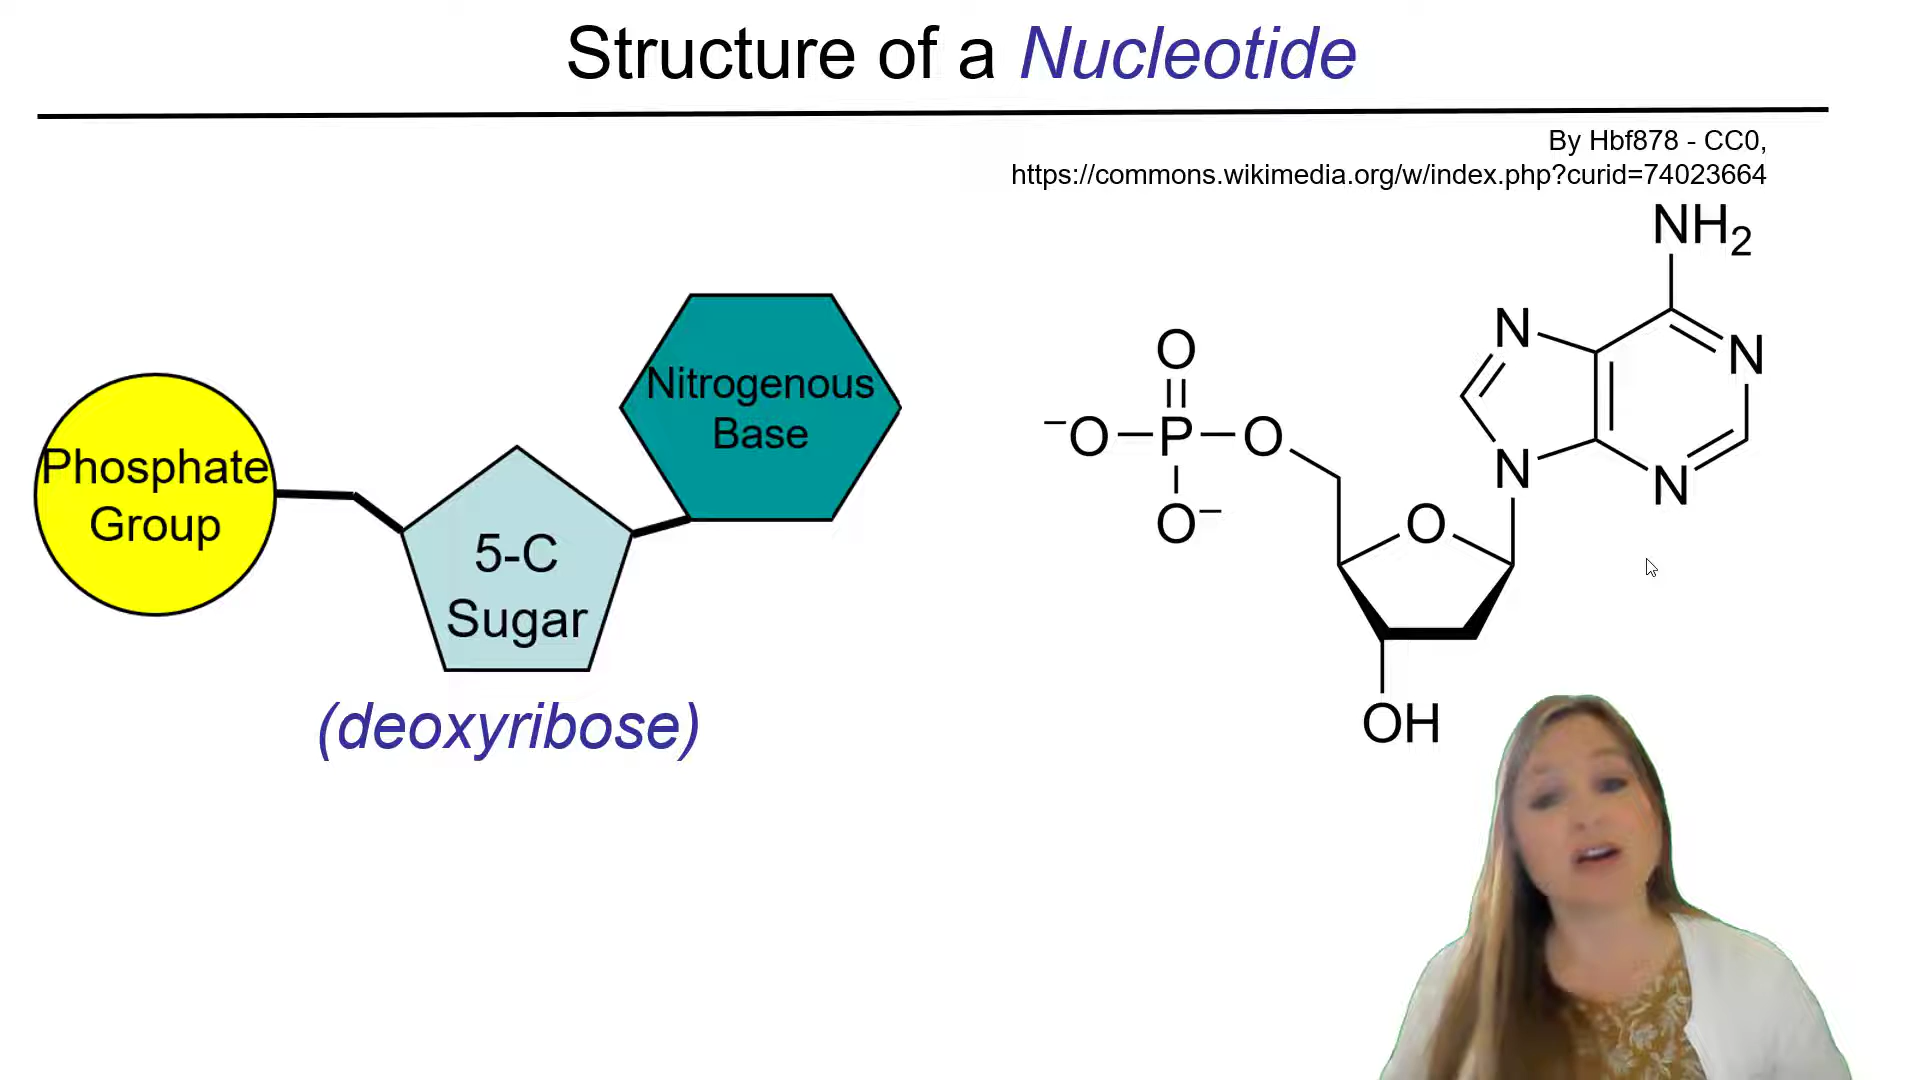 Structure of a Nucleotide
By Hbf878 - CC0,
https://commons.wikimedia.org/w/index.php?curid=74023664
Phosphate
Group
5-C
Sugar
Nitrogenous
Base
(deoxyribose)
NH₂
N
N
O
⁻O
P
O
N
N
O⁻
O
OH